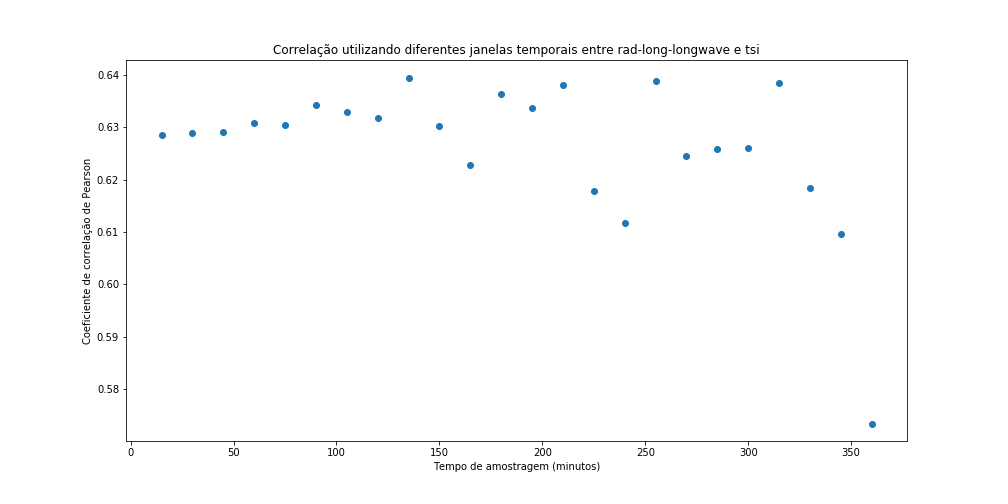 Correlação utilizando diferentes janelas temporais entre rad-long-longwave e tsi
Coeficiente de correlação de Pearson
0.64
0.63
0.62
0.61
0.60
0.59
0.58
0 50 100 150 200 250 300 350
Tempo de amostragem (minutos)